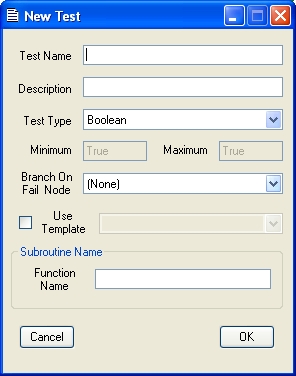 New Test
Test Name
Description
Test Type Boolean
Minimum True Maximum True
Branch On
Fail Node (None)
Use
Template
Subroutine Name
Function
Name
Cancel OK